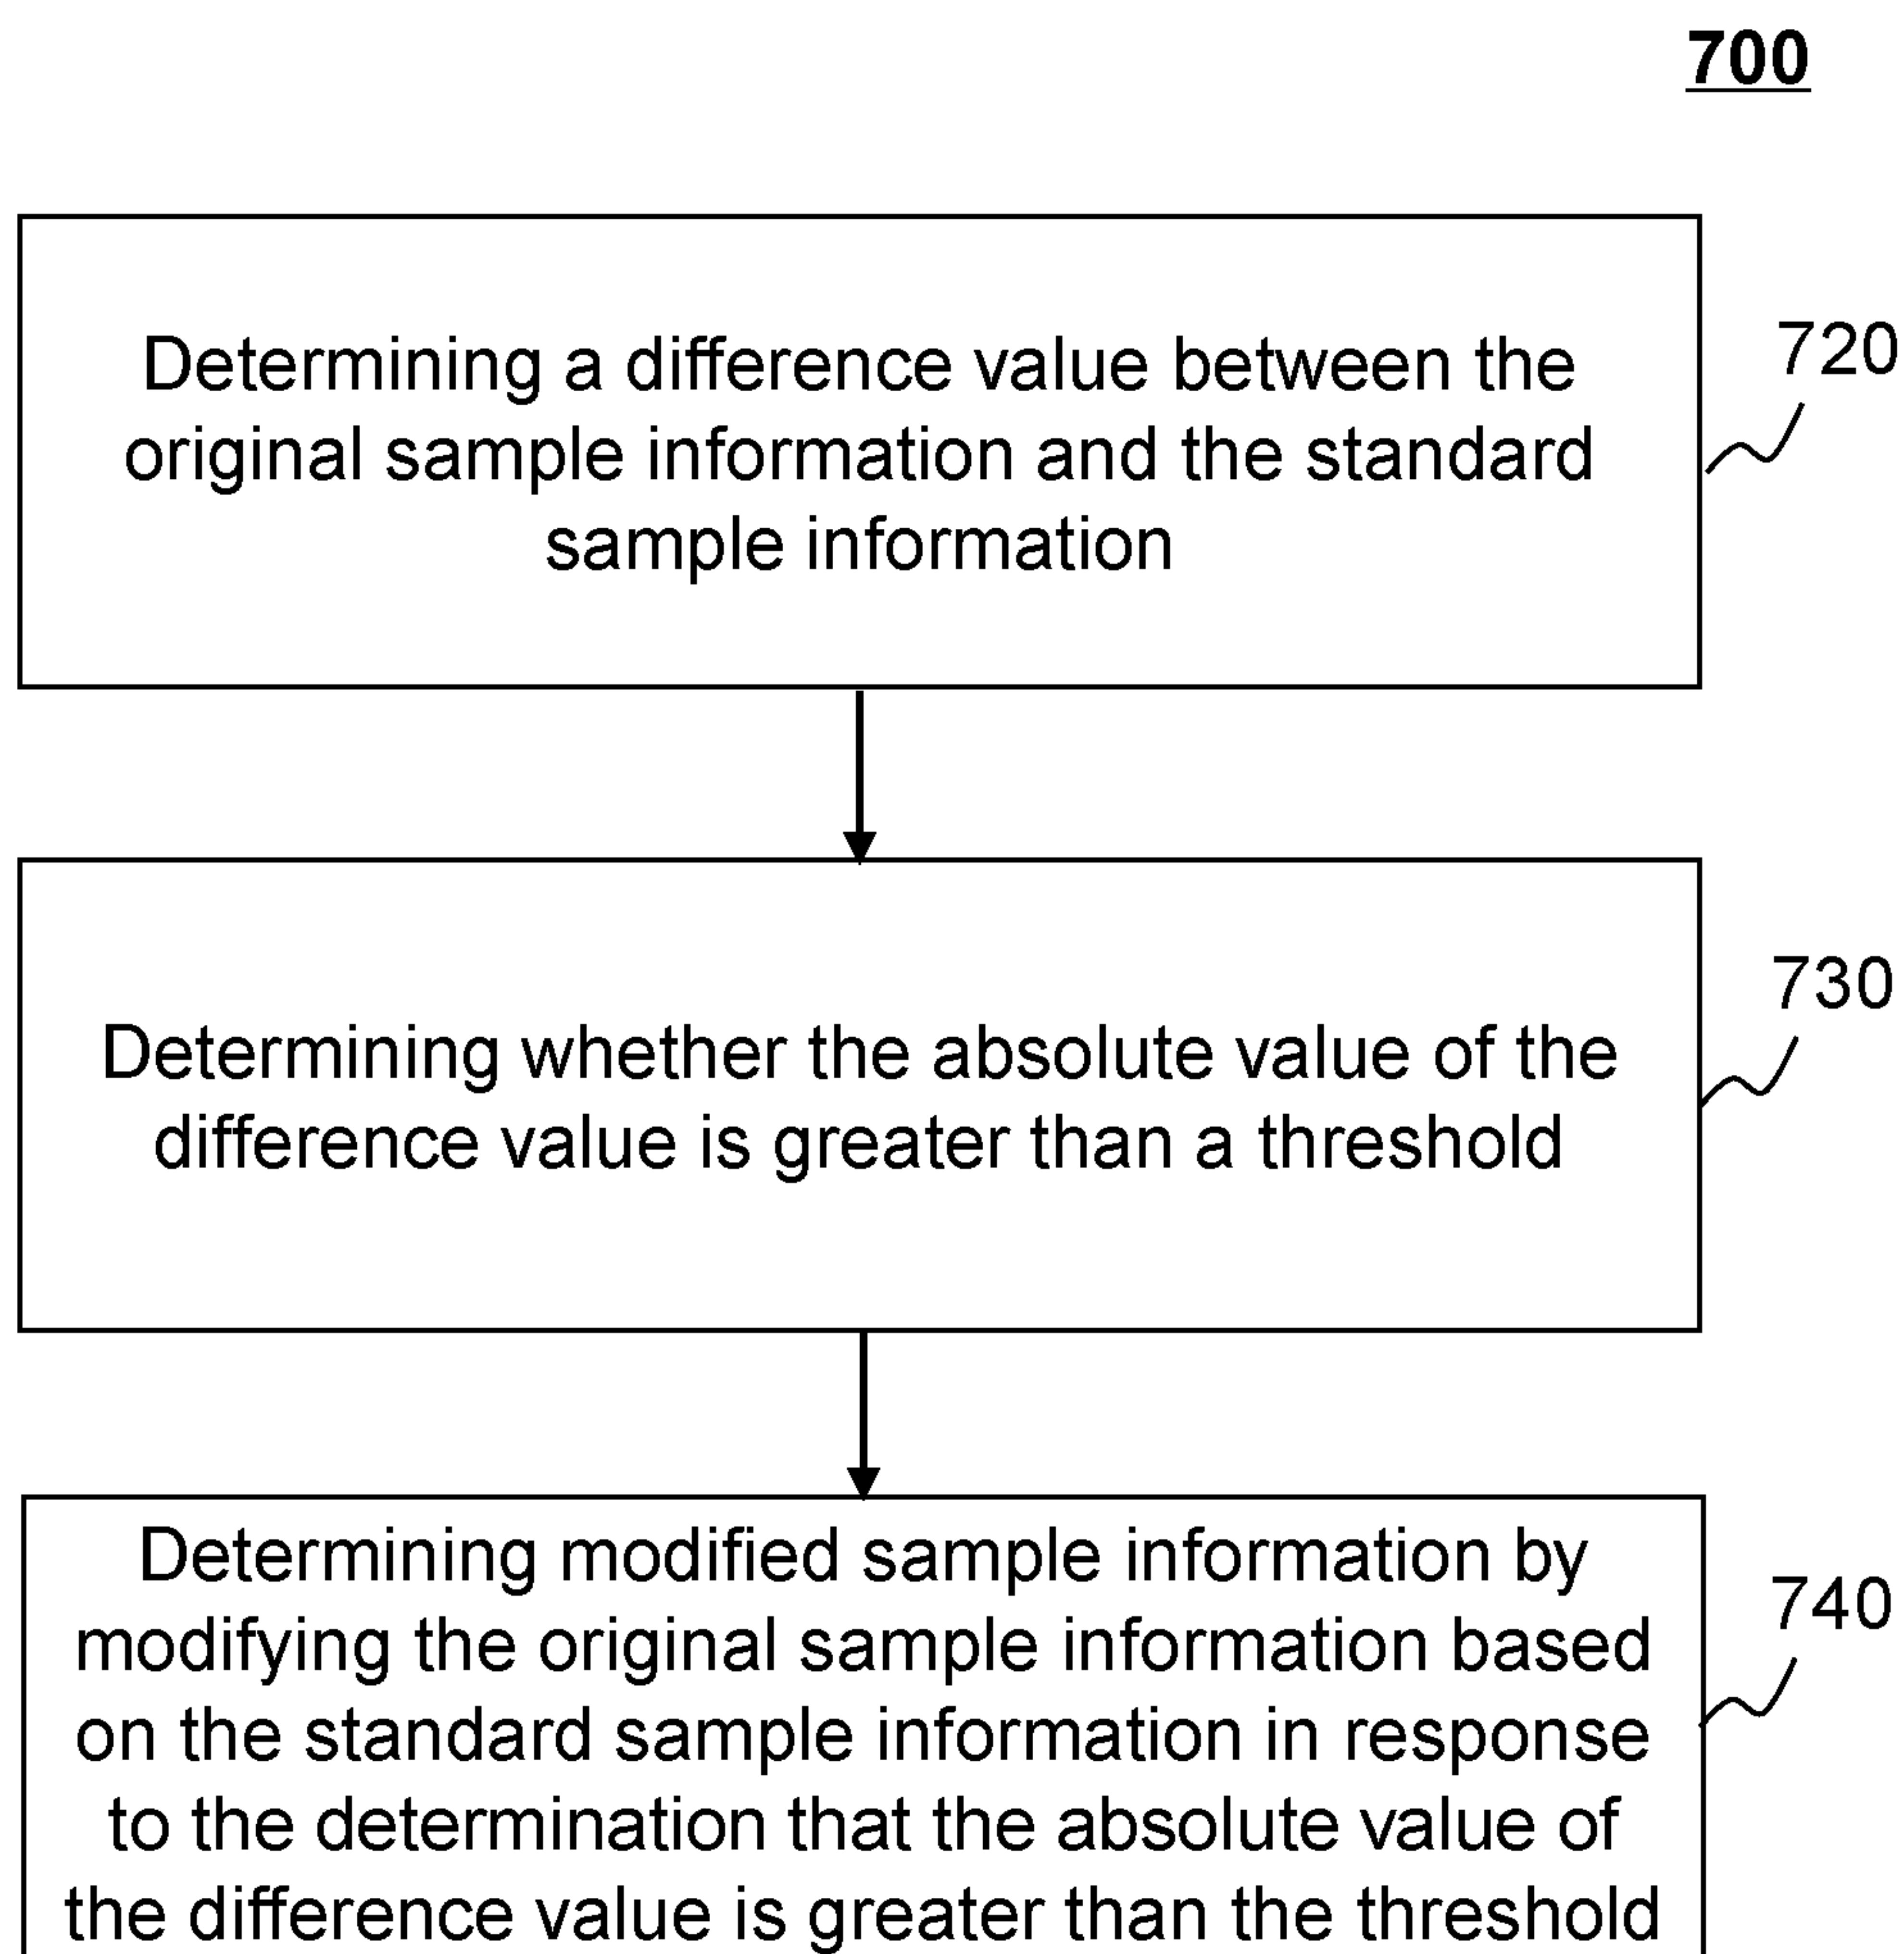 700
Determining a difference value between the
original sample information and the standard
sample information
720
Determining whether the absolute value of the
difference value is greater than a threshold
730
Determining modified sample information by
modifying the original sample information based
on the standard sample information in response
to the determination that the absolute value of
the difference value is greater than the threshold
740